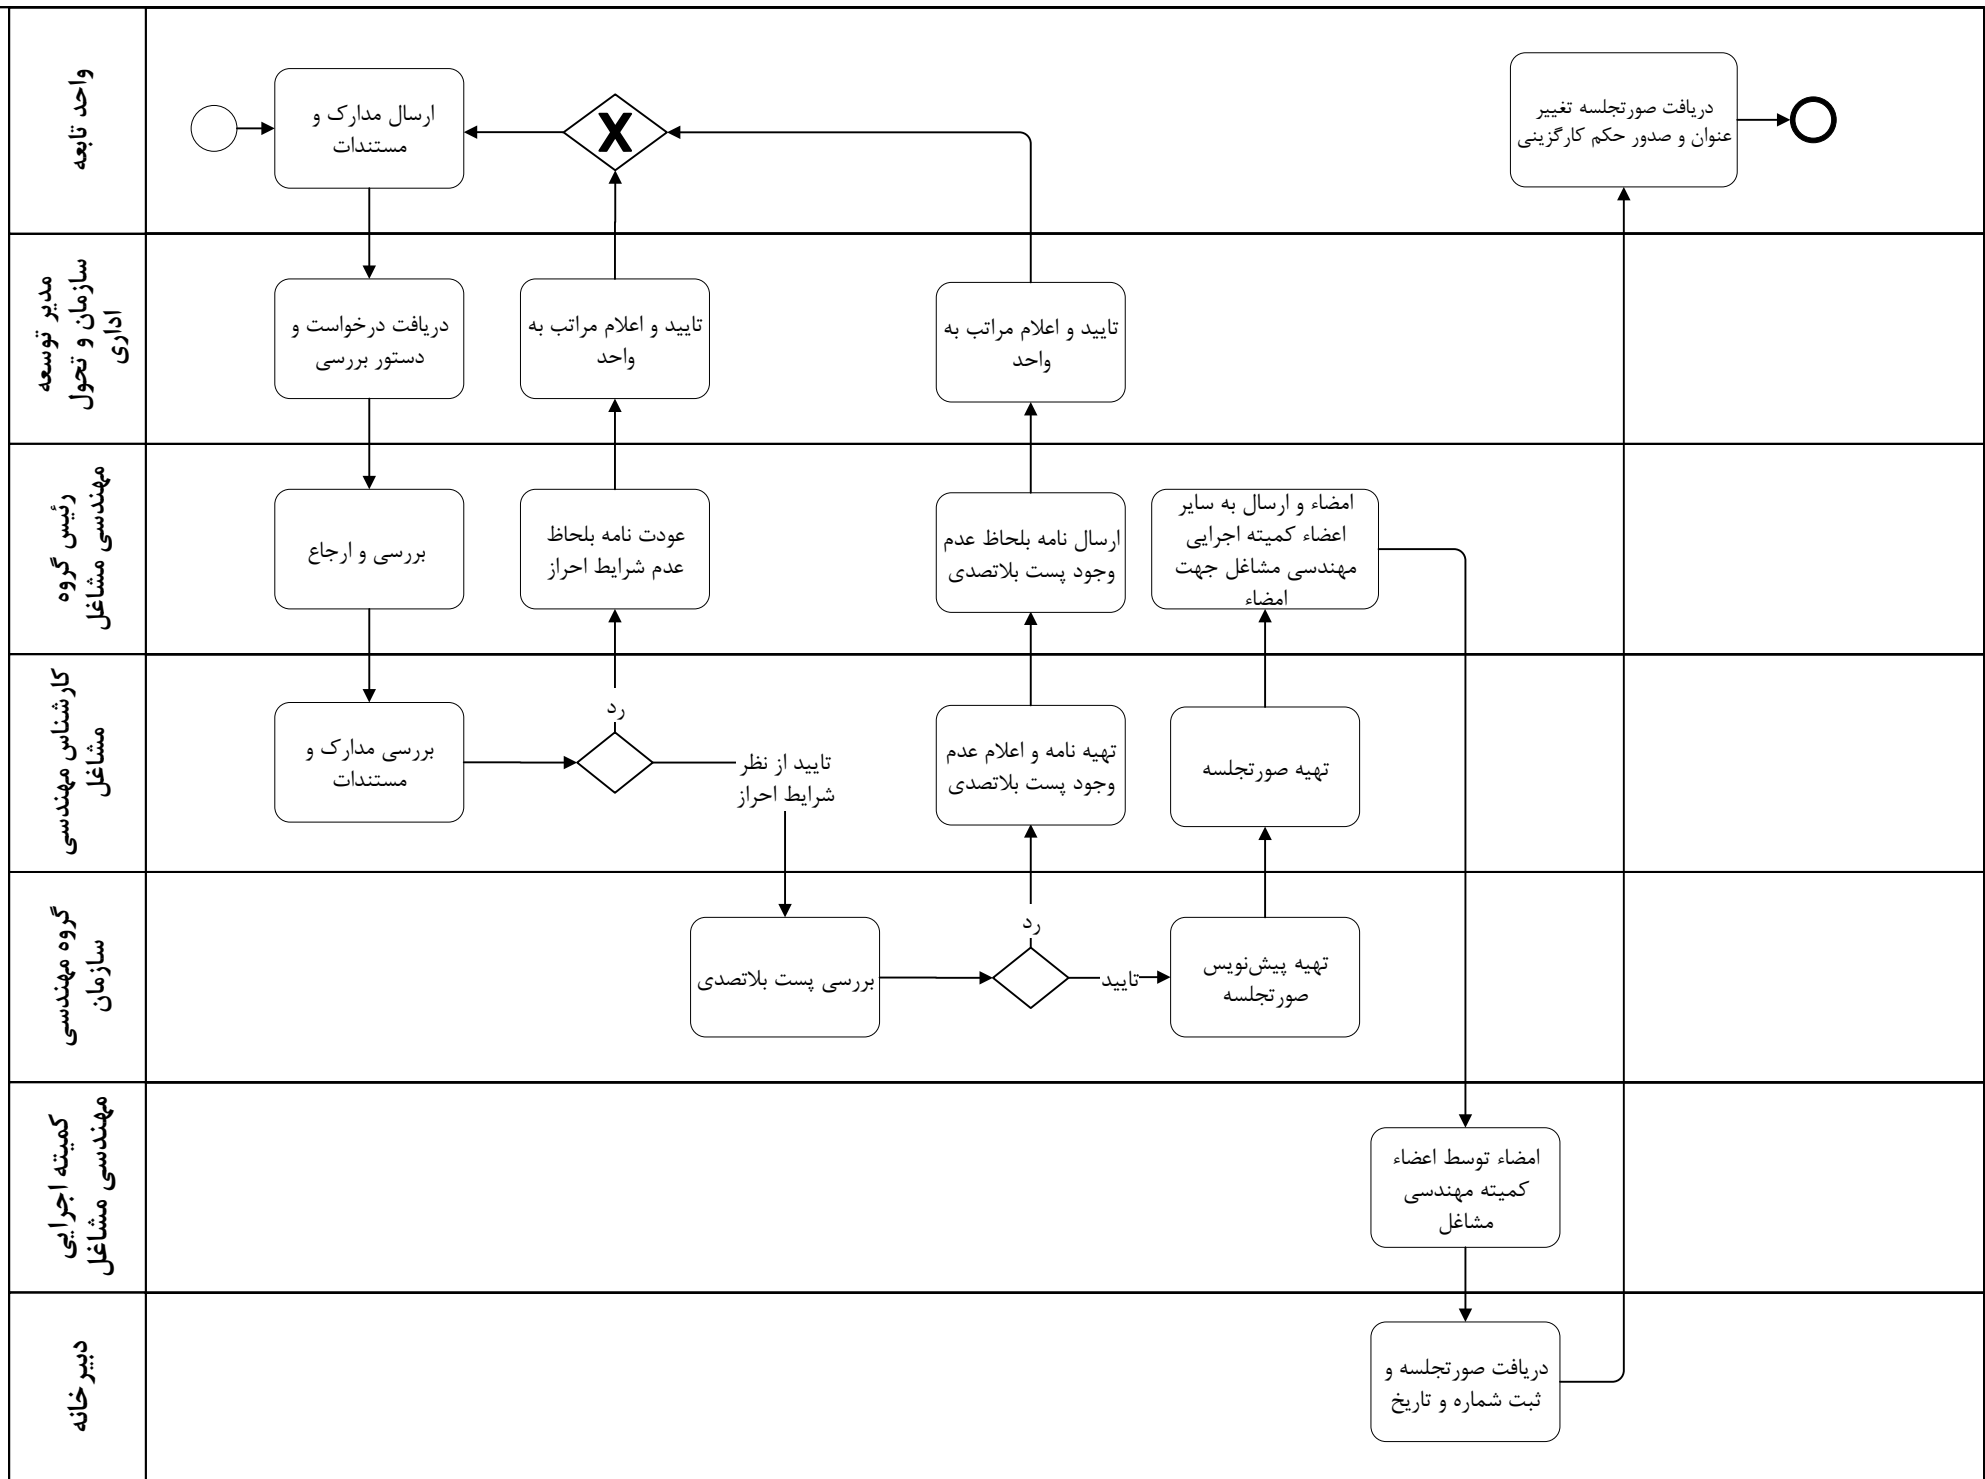 واحد تابعه
ارسال مدارک و
مستندات
دریافت صورتجلسه تغییر
عنوان و صدور حکم کارگزینی
مدیر توسعه
سازمان و تحول
اداری
دریافت درخواست و
دستور بررسی
تایید و اعلام مراتب به
واحد
تایید و اعلام مراتب به
واحد
رئیس گروه
مهندسی مشاغل
بررسی و ارجاع
عودت نامه بلحاظ
عدم شرایط احراز
ارسال نامه بلحاظ عدم
وجود پست بلاتصدی
امضاء و ارسال به سایر
اعضاء کمیته اجرایی
مهندسی مشاغل جهت
امضاء
کارشناس مهندسی
مشاغل
بررسی مدارک و
مستندات
رد
تایید از نظر
شرایط احراز
تهیه نامه و اعلام عدم
وجود پست بلاتصدی
تهیه صورتجلسه
گروه مهندسی
سازمان
بررسی پست بلاتصدی
رد
تایید
تهیه پیش‌نویس
صورتجلسه
کمیته اجرایی
مهندسی مشاغل
امضاء توسط اعضاء
کمیته مهندسی
مشاغل
دبیرخانه
دریافت صورتجلسه و
ثبت شماره و تاریخ